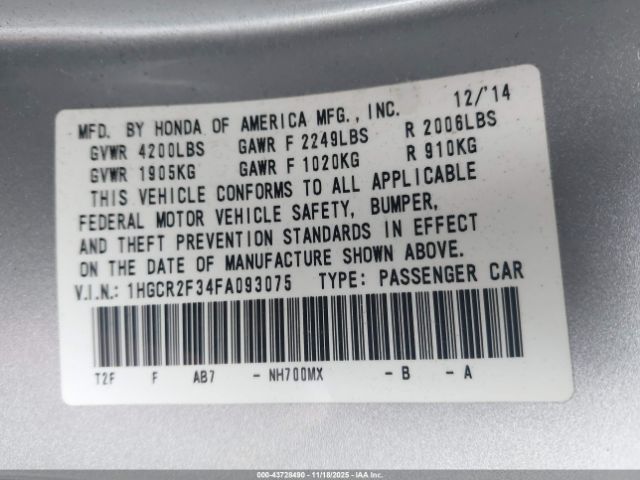 MFD. BY HONDA OF AMERICA MFG., INC. 12/'14
GVWR 4200LBS GAWR F 2249LBS R 2006LBS
GVWR 1905KG GAWR F 1020KG R 910KG
THIS VEHICLE CONFORMS TO ALL APPLICABLE
FEDERAL MOTOR VEHICLE SAFETY, BUMPER,
AND THEFT PREVENTION STANDARDS IN EFFECT
ON THE DATE OF MANUFACTURE SHOWN ABOVE.
V.I.N.: 1HGCR2F34FA093075 TYPE: PASSENGER CAR
T2F F AB7 - NH700MX - B - A
000-43728490 - 11/18/2025 - IAA Inc.